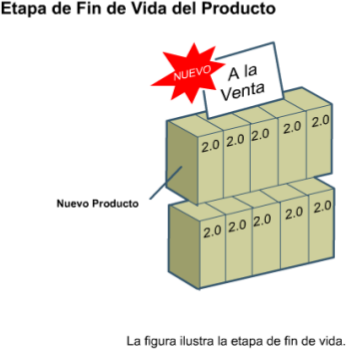 Etapa de Fin de Vida del Producto
NUEVO
A la
Venta
2.0 2.0 2.0 2.0 2.0
Nuevo Producto
2.0 2.0 2.0 2.0 2.0
La figura ilustra la etapa de fin de vida.